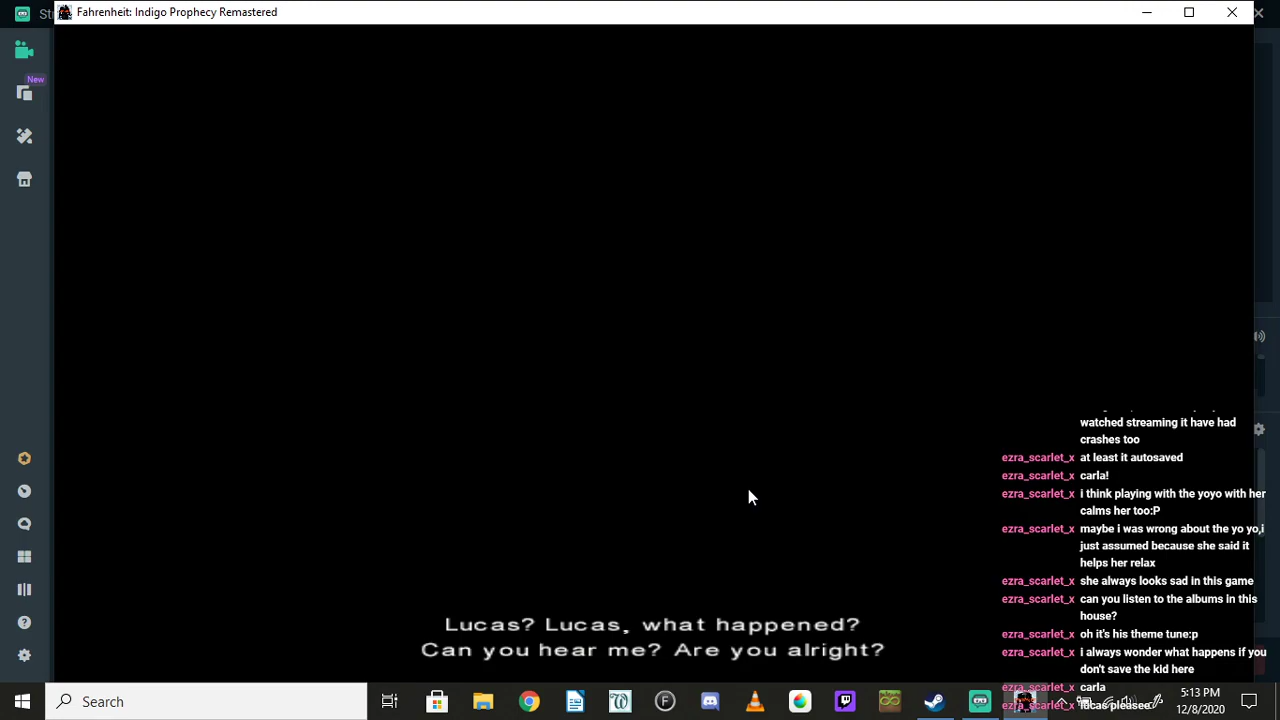 St
Fahrenheit: Indigo Prophecy Remastered
New
watched streaming it have had
crashes too
ezra_scarlet_x at least it autosaved
ezra_scarlet_x carla!
ezra_scarlet_x i think playing with the yoyo with her
calms her too:P
ezra_scarlet_x maybe i was wrong about the yo yo,i
just assumed because she said it
helps her relax
ezra_scarlet_x she always looks sad in this game
ezra_scarlet_x can you listen to the albums in this
house?
ezra_scarlet_x oh it's his theme tune:p
ezra_scarlet_x i always wonder what happens if you
don't save the kid here
ezra_scarlet_x carla
ezra_scarlet_x lucas pleased
Lucas? Lucas, what happened?
Can you hear me? Are you alright?
Search
5:13 PM
12/8/2020